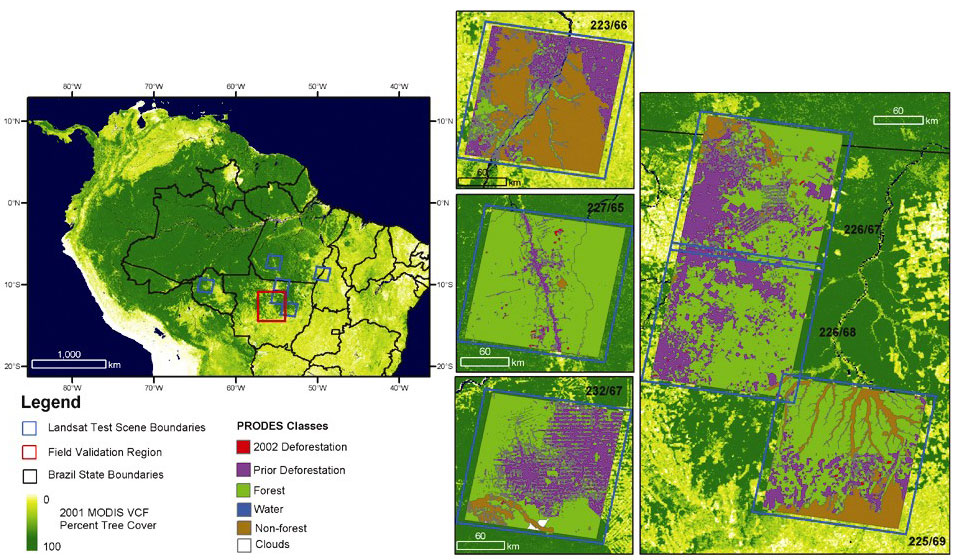 80°W 70°W 60°W 50°W 40°W
10°N 10°N
0°N 0°N
10°S 10°S
20°S 20°S
1,000
km
80°W 70°W 60°W 50°W 40°W
Legend
Landsat Test Scene Boundaries
Field Validation Region
Brazil State Boundaries
0
2001 MODIS VCF
Percent Tree Cover
100
PRODES Classes
2002 Deforestation
Prior Deforestation
Forest
Water
Non-forest
Clouds
223/66
60
km
227/65
60
km
232/67
60
km
60
km
226/67
226/68
225/69